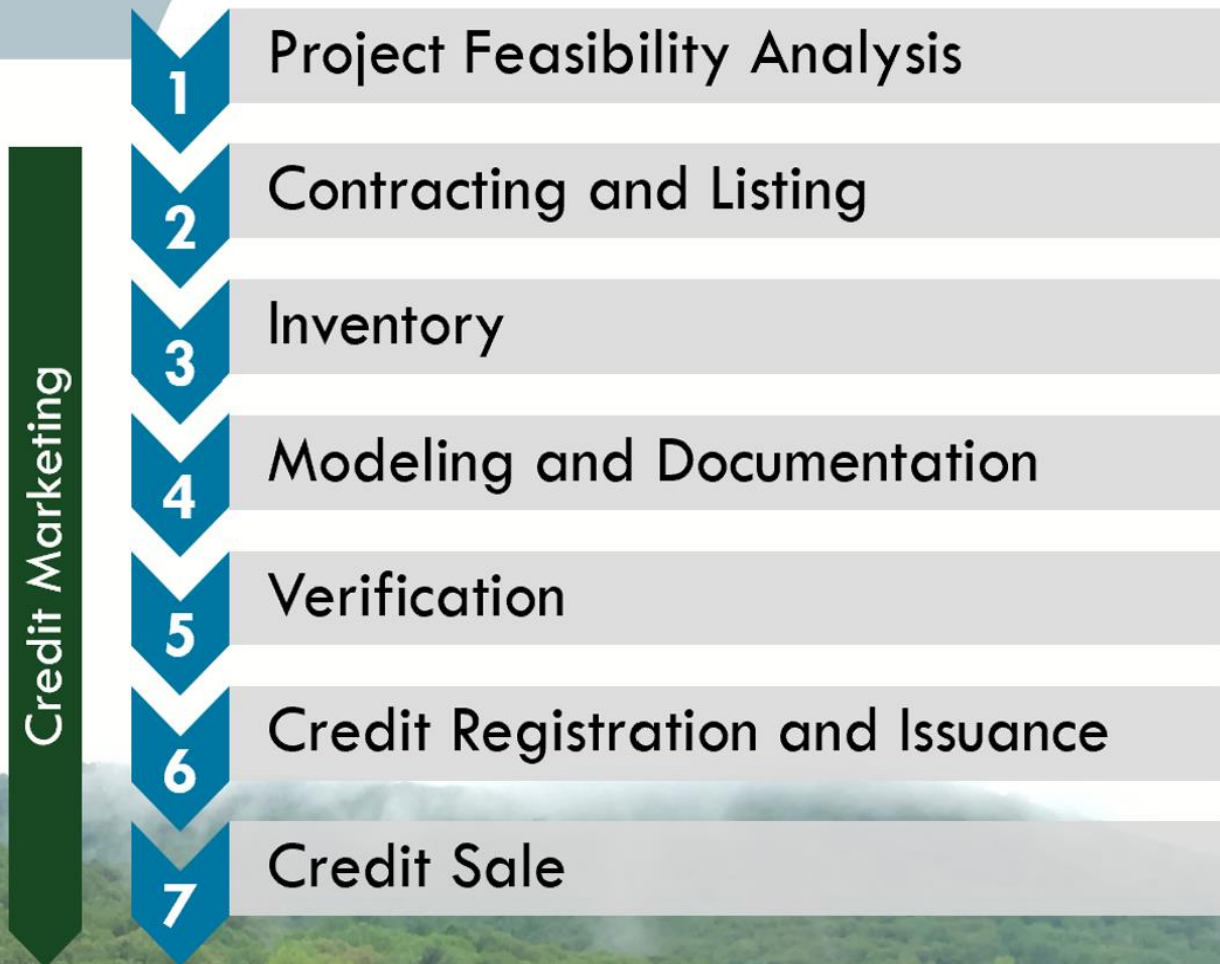 1
Project Feasibility Analysis
2
Contracting and Listing
3
Inventory
4
Modeling and Documentation
5
Verification
6
Credit Registration and Issuance
7
Credit Sale
Credit Marketing